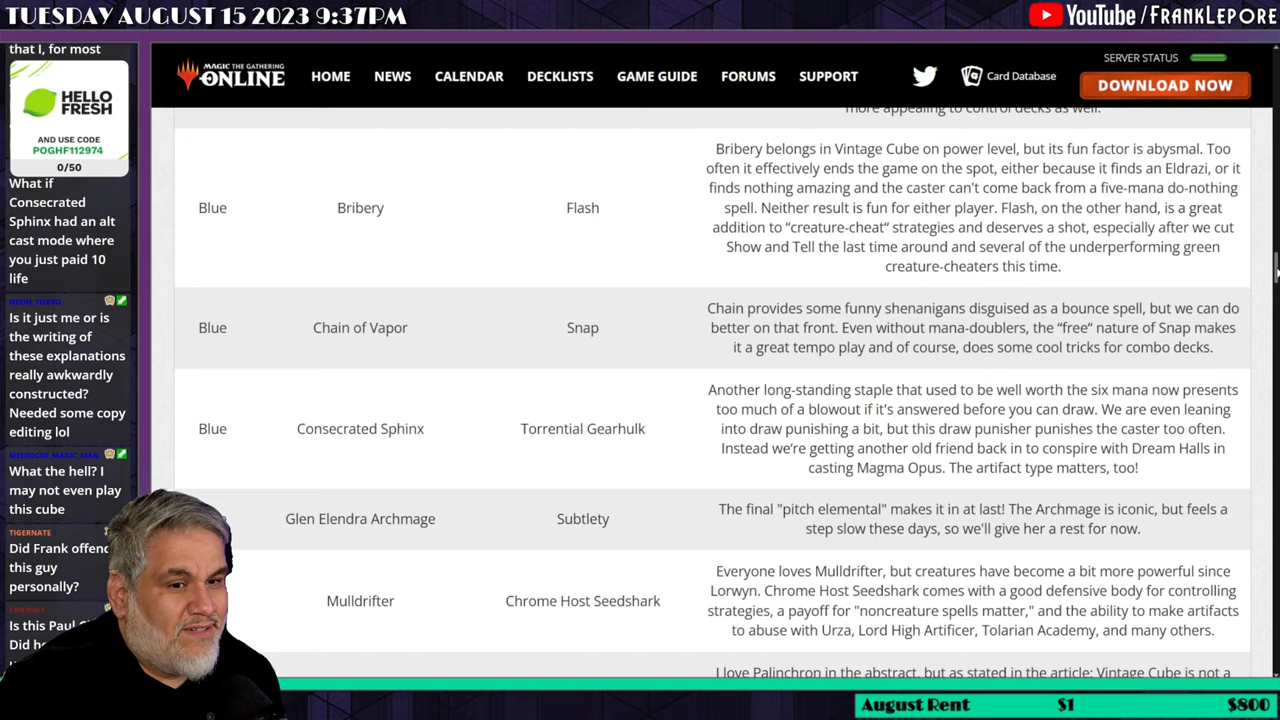 TUESDAY AUGUST 15 2023 9:37PM
YouTube /FRANKLEPORE
that I, for most
HELLO
FRESH
AND USE CODE
POGHF112974
0/50
What if
Consecrated
Sphinx had an alt
cast mode where
you just paid 10
life
NEON_TOKYO
Is it just me or is
the writing of
these explanations
really awkwardly
constructed?
Needed some copy
editing lol
MEDIOCRE_MAGIC_MAN
What the hell? I
may not even play
this cube
TIGERNATE
Did Frank offend
this guy
personally?
Is this Paul
Did he
MAGIC THE GATHERING
ONLINE
HOME NEWS CALENDAR DECKLISTS GAME GUIDE FORUMS SUPPORT
Card Database
SERVER STATUS
DOWNLOAD NOW
more appealing to control decks as well.
Blue Bribery Flash
Bribery belongs in Vintage Cube on power level, but its fun factor is abysmal. Too
often it effectively ends the game on the spot, either because it finds an Eldrazi, or it
finds nothing amazing and the caster can't come back from a five-mana do-nothing
spell. Neither result is fun for either player. Flash, on the other hand, is a great
addition to “creature-cheat“ strategies and deserves a shot, especially after we cut
Show and Tell the last time around and several of the underperforming green
creature-cheaters this time.
Blue Chain of Vapor Snap
Chain provides some funny shenanigans disguised as a bounce spell, but we can do
better on that front. Even without mana-doublers, the “free“ nature of Snap makes
it a great tempo play and of course, does some cool tricks for combo decks.
Blue Consecrated Sphinx Torrential Gearhulk
Another long-standing staple that used to be well worth the six mana now presents
too much of a blowout if it's answered before you can draw. We are even leaning
into draw punishing a bit, but this draw punisher punishes the caster too often.
Instead we're getting another old friend back in to conspire with Dream Halls in
casting Magma Opus. The artifact type matters, too!
Glen Elendra Archmage Subtlety
The final "pitch elemental" makes it in at last! The Archmage is iconic, but feels a
step slow these days, so we'll give her a rest for now.
Mulldrifter Chrome Host Seedshark
Everyone loves Mulldrifter, but creatures have become a bit more powerful since
Lorwyn. Chrome Host Seedshark comes with a good defensive body for controlling
strategies, a payoff for "noncreature spells matter," and the ability to make artifacts
to abuse with Urza, Lord High Artificer, Tolarian Academy, and many others.
I love Palinchron in the abstract, but as stated in the article: Vintage Cube is not a
August Rent $1 $800